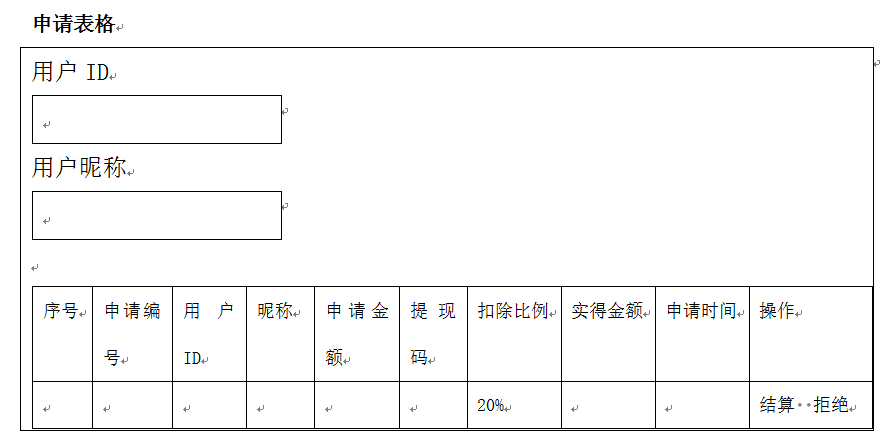 申请表格
用户 ID
用户昵称
序号 申请编号 用户ID 昵称 申请金额 提现码 扣除比例 实得金额 申请时间 操作
20% 结算 拒绝